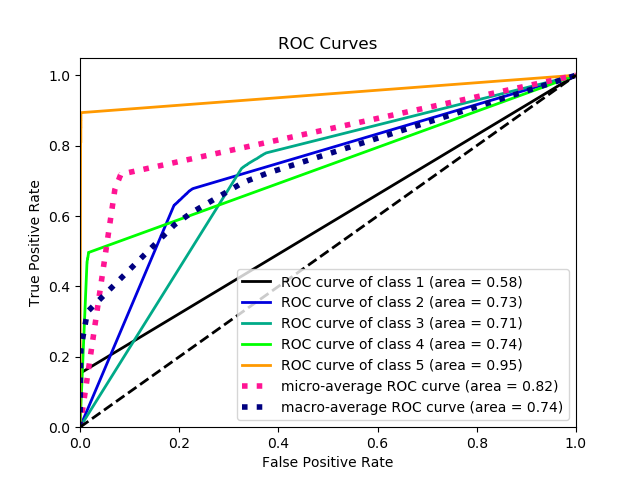 ROC Curves
True Positive Rate
1.0
0.8
0.6
0.4
0.2
0.0
ROC curve of class 1 (area = 0.58)
ROC curve of class 2 (area = 0.73)
ROC curve of class 3 (area = 0.71)
ROC curve of class 4 (area = 0.74)
ROC curve of class 5 (area = 0.95)
micro-average ROC curve (area = 0.82)
macro-average ROC curve (area = 0.74)
0.0 0.2 0.4 0.6 0.8 1.0
False Positive Rate